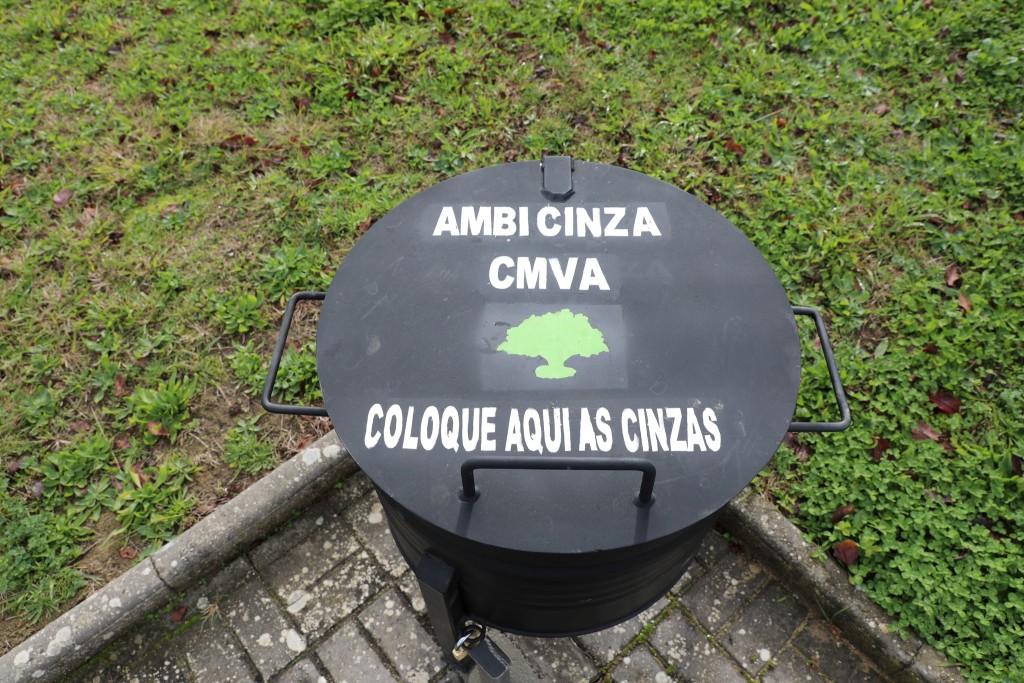 AMBI CINZA
CMVA
COLOQUE AQUI AS CINZAS